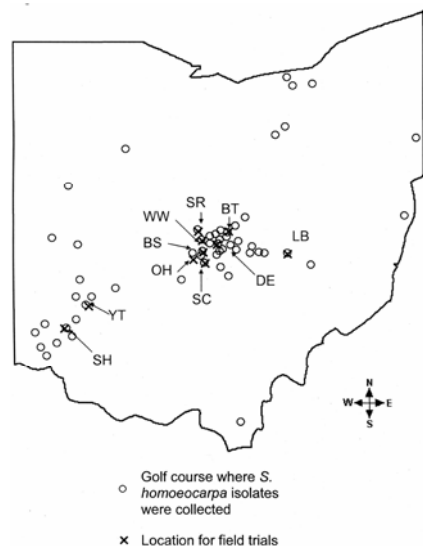 SR
BT
WW
LB
BS
OH
DE
SC
YT
SH
N
W E
S
Golf course where S.
homoeocarpa isolates
were collected
Location for field trials